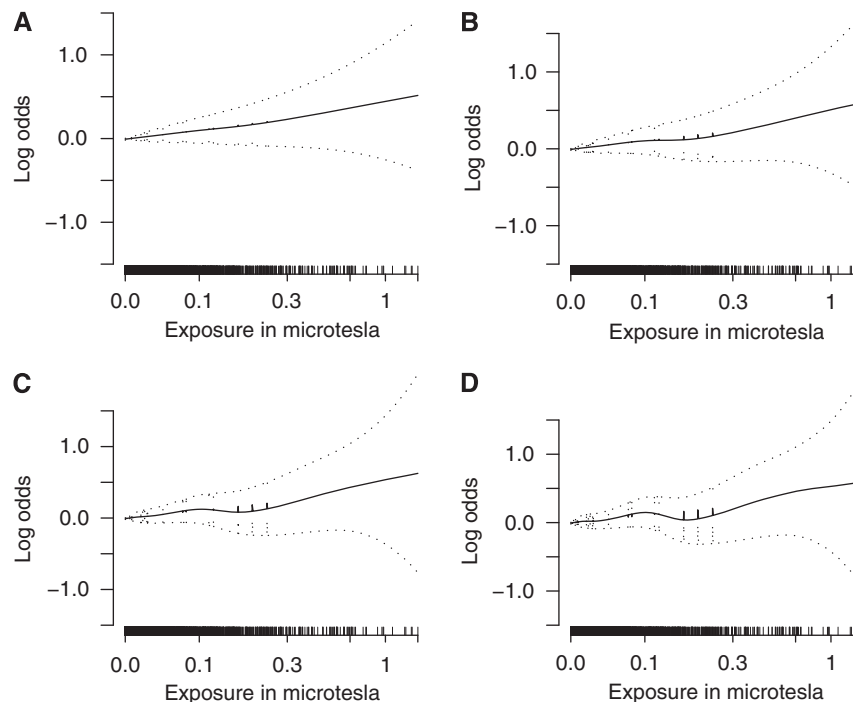 A
Log odds
1.0
0.0
−1.0
0.0 0.1 0.3 1
Exposure in microtesla
B
Log odds
1.0
0.0
−1.0
0.0 0.1 0.3 1
Exposure in microtesla
C
Log odds
1.0
0.0
−1.0
0.0 0.1 0.3 1
Exposure in microtesla
D
Log odds
1.0
0.0
−1.0
0.0 0.1 0.3 1
Exposure in microtesla